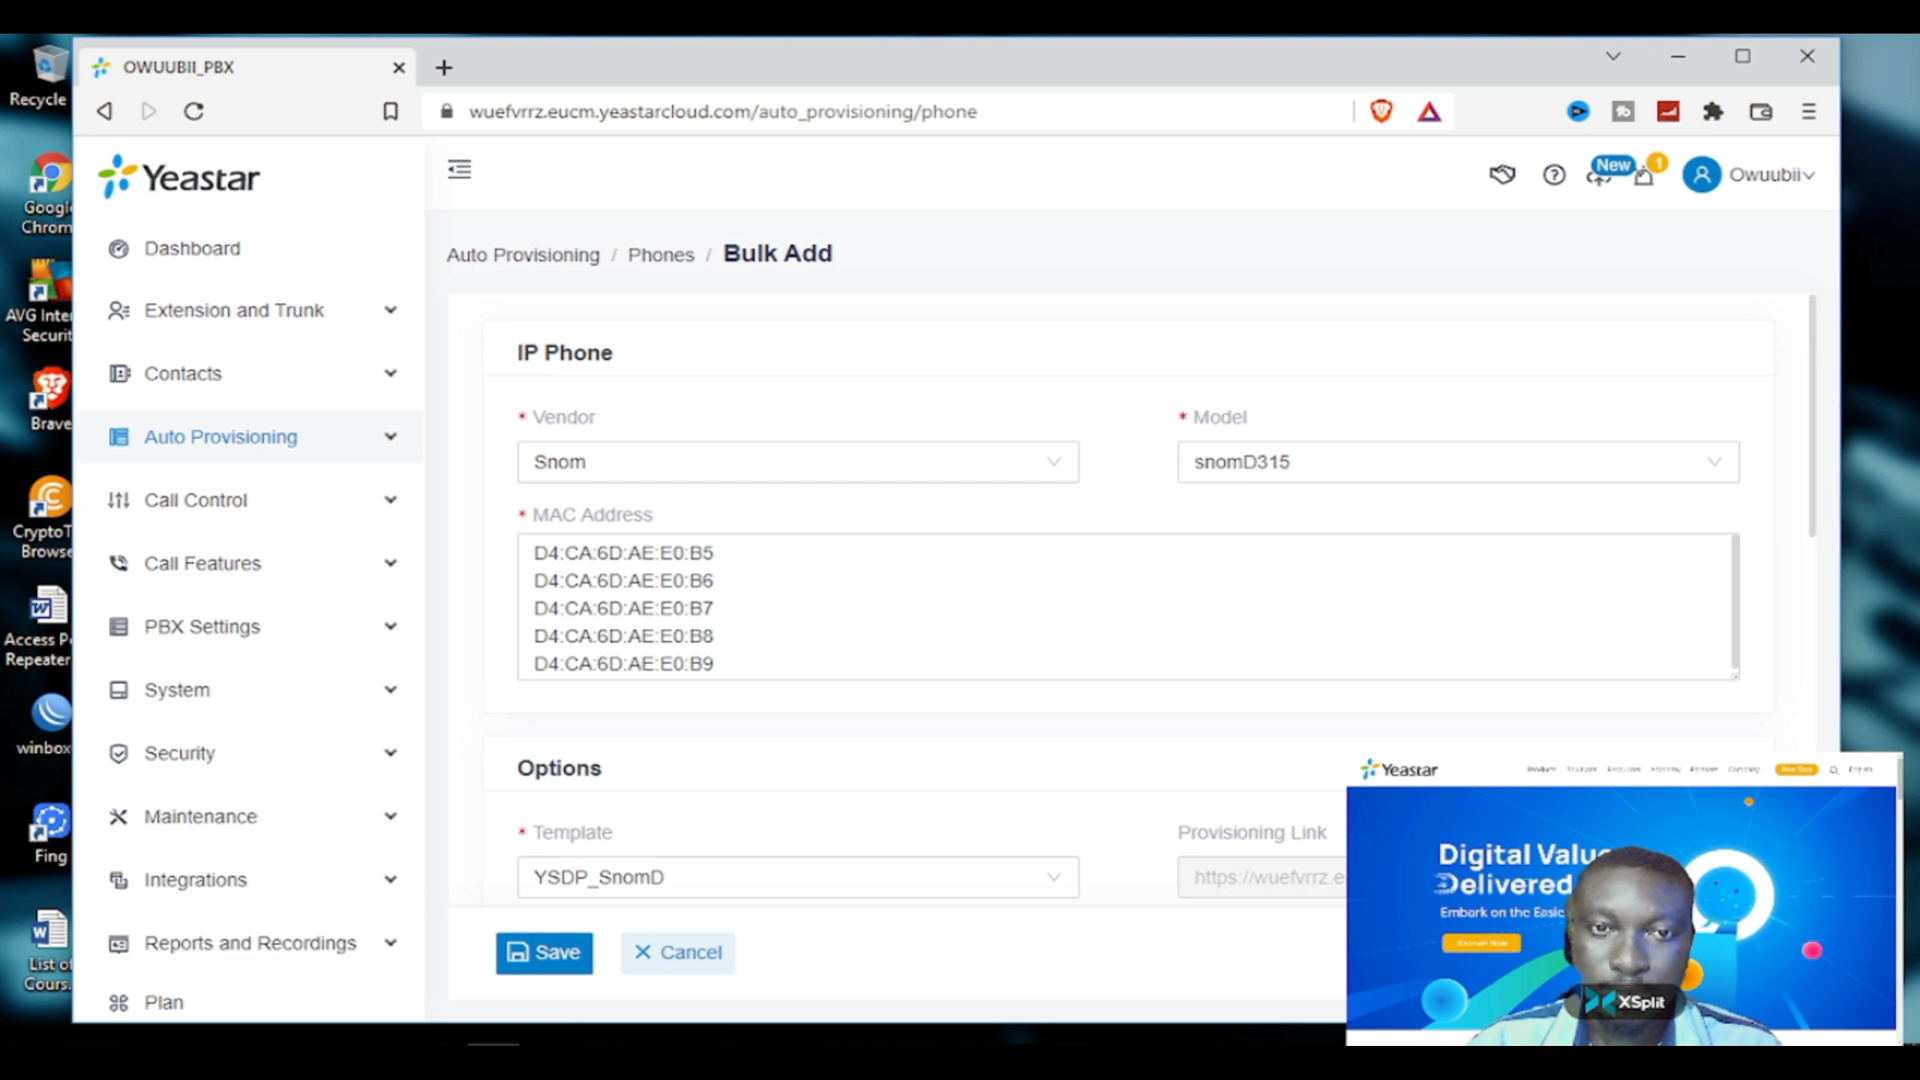 OWUUBII_PBX
wuefvrrz.eucm.yeastarcloud.com/auto_provisioning/phone
Recycle
Google
Chrom
AVG Inte
Securit
Brave
CryptoT
Browse
Access P
Repeater
winbox
Fing
List of
Cours.
Yeastar
Dashboard
Extension and Trunk
Contacts
Auto Provisioning
Call Control
Call Features
PBX Settings
System
Security
Maintenance
Integrations
Reports and Recordings
Plan
New
1
Owuubii
Auto Provisioning / Phones / Bulk Add
IP Phone
* Vendor
* Model
Snom
snomD315
* MAC Address
D4:CA:6D:AE:E0:B5
D4:CA:6D:AE:E0:B6
D4:CA:6D:AE:E0:B7
D4:CA:6D:AE:E0:B8
D4:CA:6D:AE:E0:B9
Options
* Template
Provisioning Link
YSDP_SnomD
https://wuefvrrz.e
Save
Cancel
Yeastar
Digital Value
Delivered
Embark on the Easie
XSplit